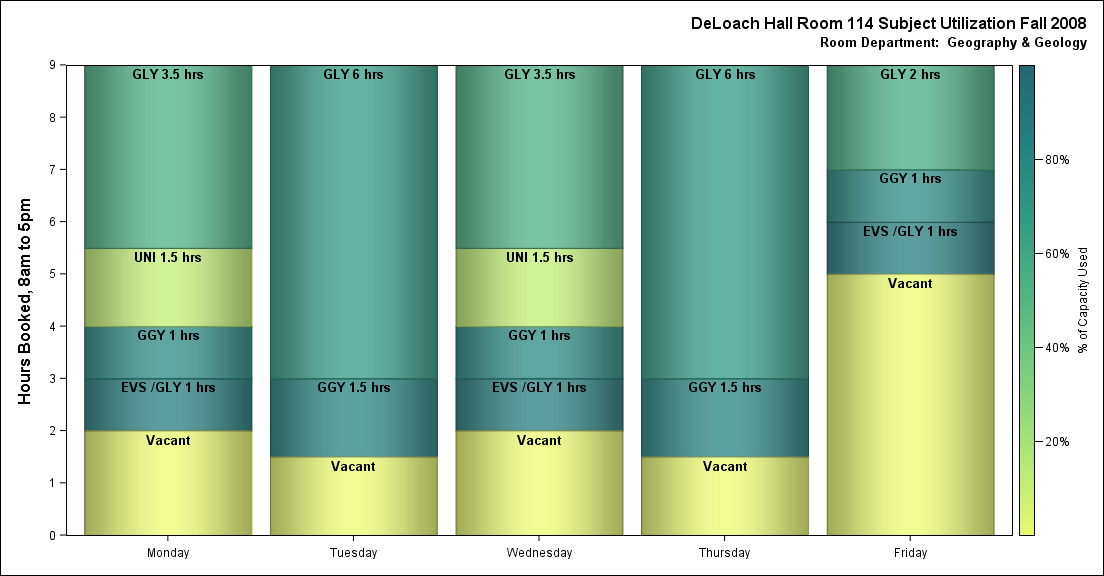 DeLoach Hall Room 114 Subject Utilization Fall 2008
Room Department: Geography & Geology
Hours Booked, 8am to 5pm
9
8
7
6
5
4
3
2
1
0
GLY 3.5 hrs
UNI 1.5 hrs
GGY 1 hrs
EVS /GLY 1 hrs
Vacant
Monday
GLY 6 hrs
GGY 1.5 hrs
Vacant
Tuesday
GLY 3.5 hrs
UNI 1.5 hrs
GGY 1 hrs
EVS /GLY 1 hrs
Vacant
Wednesday
GLY 6 hrs
GGY 1.5 hrs
Vacant
Thursday
GLY 2 hrs
GGY 1 hrs
EVS /GLY 1 hrs
Vacant
Friday
80%
60%
40%
20%
% of Capacity Used